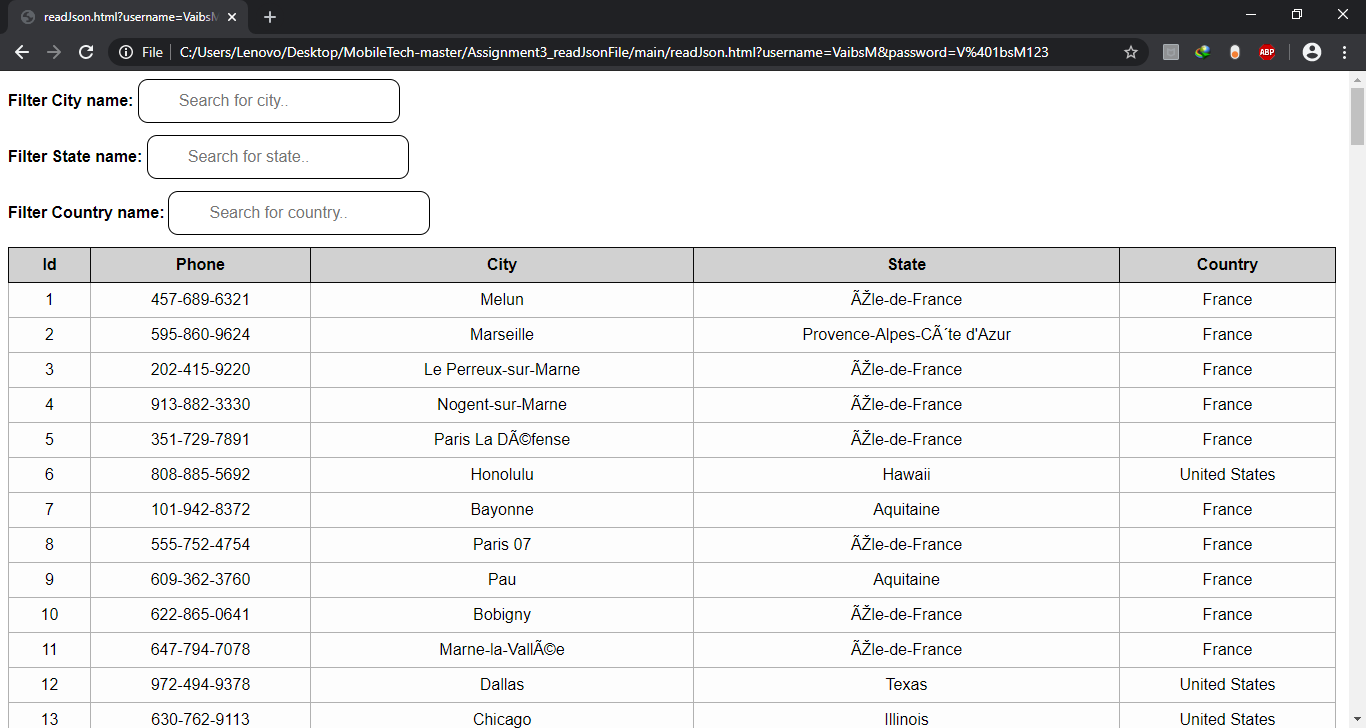 readJson.html?username=VaibsM
File C:/Users/Lenovo/Desktop/MobileTech-master/Assignment3_readJsonFile/main/readJson.html?username=VaibsM&password=V%401bsM123
ABP
Filter City name: Search for city..
Filter State name: Search for state..
Filter Country name: Search for country..
Id Phone City State Country
1 457-689-6321 Melun ÃŽle-de-France France
2 595-860-9624 Marseille Provence-Alpes-CÃ´te d'Azur France
3 202-415-9220 Le Perreux-sur-Marne ÃŽle-de-France France
4 913-882-3330 Nogent-sur-Marne ÃŽle-de-France France
5 351-729-7891 Paris La DÃ©fense ÃŽle-de-France France
6 808-885-5692 Honolulu Hawaii United States
7 101-942-8372 Bayonne Aquitaine France
8 555-752-4754 Paris 07 ÃŽle-de-France France
9 609-362-3760 Pau Aquitaine France
10 622-865-0641 Bobigny ÃŽle-de-France France
11 647-794-7078 Marne-la-VallÃ©e ÃŽle-de-France France
12 972-494-9378 Dallas Texas United States
13 630-762-9113 Chicago Illinois United States